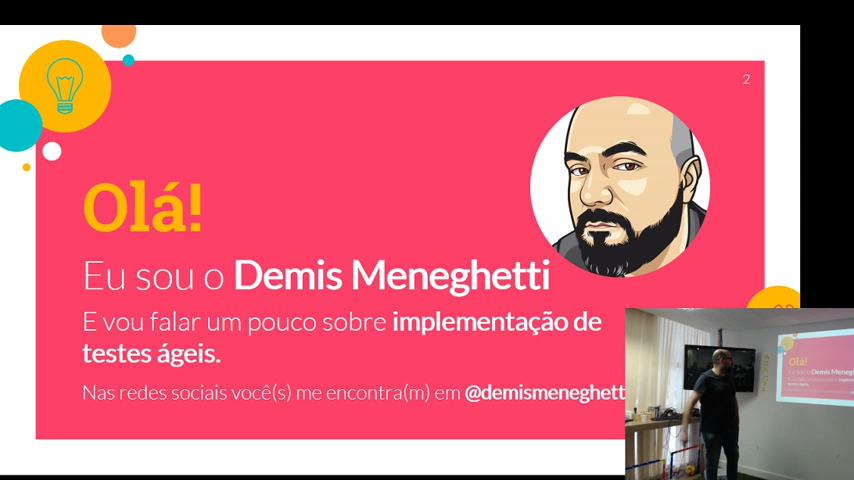 2
Olá!
Eu sou o Demis Meneghetti
E vou falar um pouco sobre implementação de
testes ágeis.
Nas redes sociais você(s) me encontra(m) em @demismeneghett
Olá!